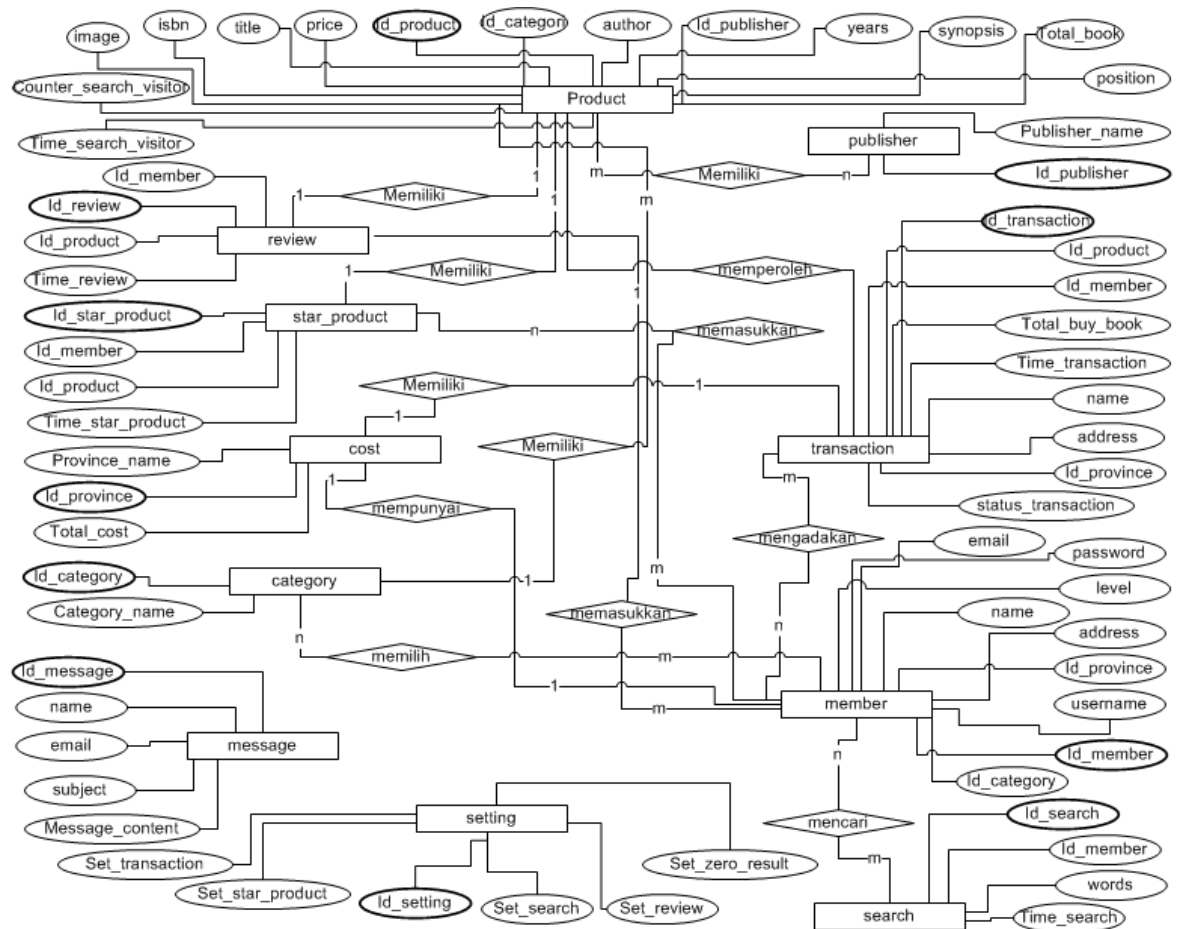 image
isbn
title
price
Id_product
Id_categori
author
Id_publisher
years
synopsis
Total_book
position
Counter_search_visitor
Product
Time_search_visitor
publisher
Publisher_name
Id_publisher
Id_member
1
Memiliki
1
1
m
Memiliki
n
m
Id_review
Id_product
Time_review
review
1
Memiliki
memperoleh
1
Id_transaction
Id_product
Id_member
Total_buy_book
Time_transaction
name
address
Id_province
status_transaction
transaction
Id_star_product
Id_member
Id_product
Time_star_product
star_product
n
memasukkan
Memiliki
1
1
Province_name
Id_province
Total_cost
cost
1
mempunyai
Memiliki
m
mengadakan
n
m
Id_category
Category_name
category
1
memasukkan
n
memilih
m
1
m
email
password
level
name
address
Id_province
username
Id_member
Id_category
member
Id_message
name
email
subject
Message_content
message
setting
Set_transaction
Set_star_product
Id_setting
Set_search
Set_review
Set_zero_result
n
mencari
m
Id_search
Id_member
words
Time_search
search